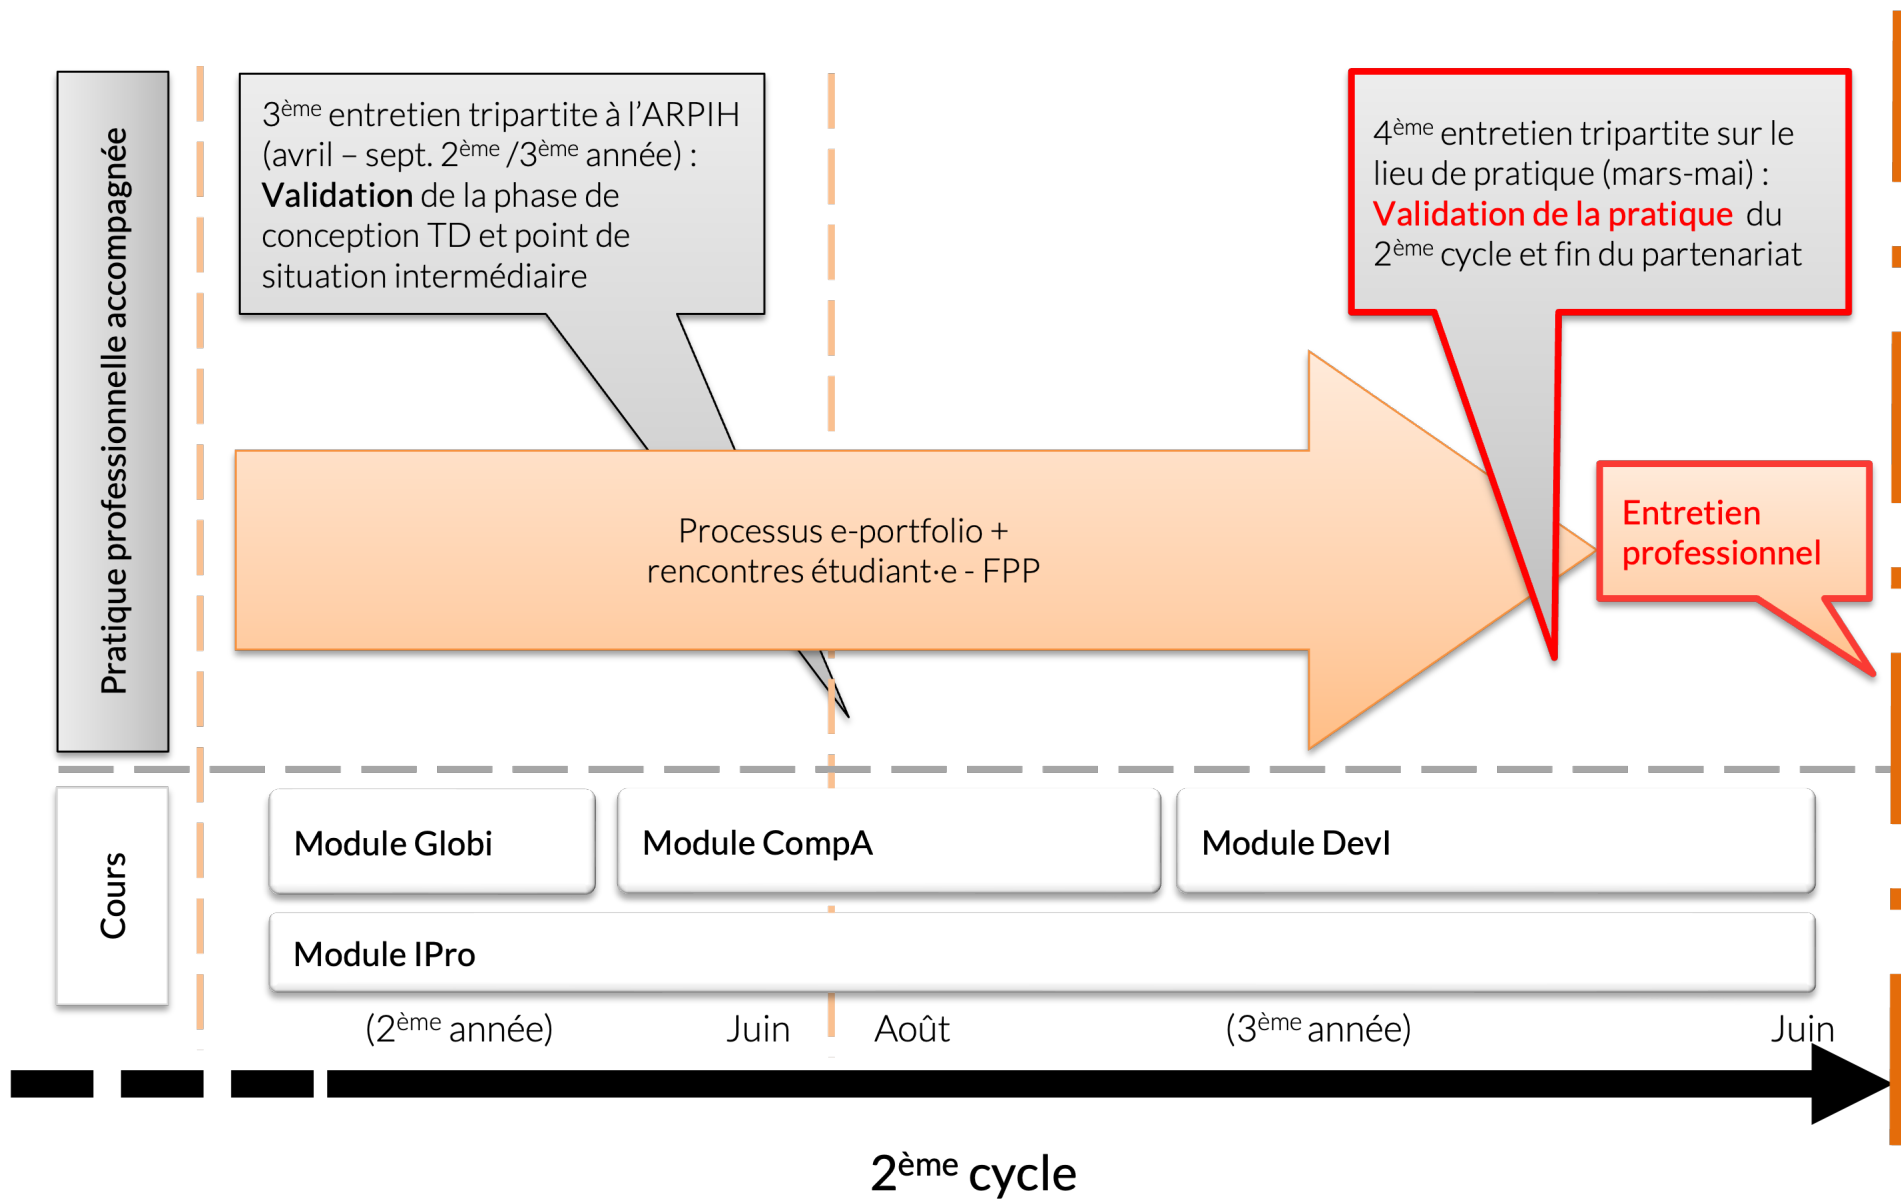 Pratique professionnelle accompagnée
3ème entretien tripartite à l'ARPIH
(avril – sept. 2ème /3ème année) :
Validation de la phase de
conception TD et point de
situation intermédiaire
4ème entretien tripartite sur le
lieu de pratique (mars-mai) :
Validation de la pratique du
2ème cycle et fin du partenariat
Processus e-portfolio +
rencontres étudiant·e - FPP
Entretien
professionnel
Cours
Module Globi
Module CompA
Module DevI
Module IPro
(2ème année)
Juin
Août
(3ème année)
Juin
2ème cycle